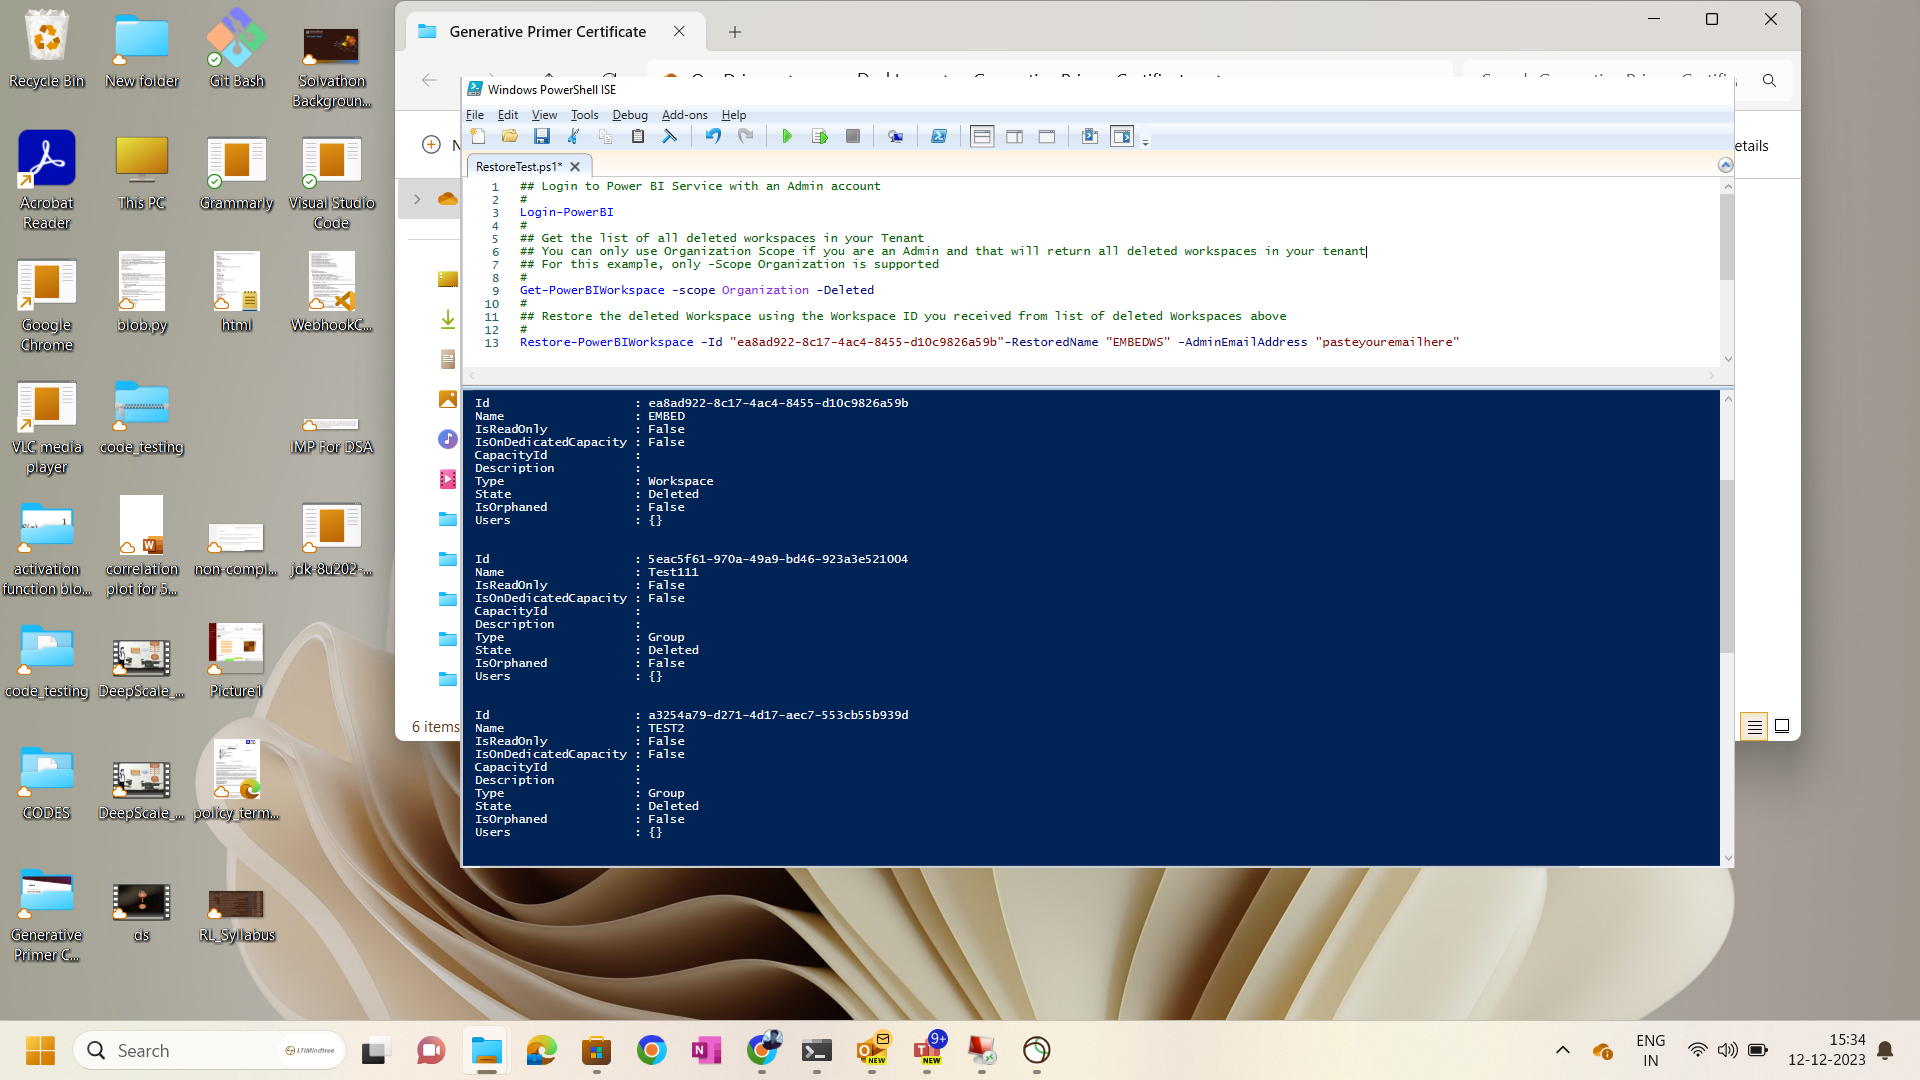 Recycle Bin
New folder
Git Bash
Solvathon
Backgroun...
Acrobat
Reader
This PC
Grammarly
Visual Studio
Code
Google
Chrome
blob.py
html
WebhookC...
VLC media
player
code_testing
IMP For DSA
activation
function blo...
correlation
plot for 5...
non-compl...
jdk-8u202-...
code_testing
DeepScale_...
Picture1
CODES
DeepScale_...
policy_term...
Generative
Primer C...
ds
RL_Syllabus
Generative Primer Certificate
etails
6 items
Windows PowerShell ISE
File Edit View Tools Debug Add-ons Help
RestoreTest.ps1*
1 ## Login to Power BI Service with an Admin account
2 #
3 Login-PowerBI
4 #
5 ## Get the list of all deleted workspaces in your Tenant
6 ## You can only use Organization Scope if you are an Admin and that will return all deleted workspaces in your tenant
7 ## For this example, only -Scope Organization is supported
8 #
9 Get-PowerBIWorkspace -scope Organization -Deleted
10 #
11 ## Restore the deleted Workspace using the Workspace ID you received from list of deleted Workspaces above
12 #
13 Restore-PowerBIWorkspace -Id "ea8ad922-8c17-4ac4-8455-d10c9826a59b"-RestoredName "EMBEDWS" -AdminEmailAddress "pasteyouremailhere"
Id : ea8ad922-8c17-4ac4-8455-d10c9826a59b
Name : EMBED
IsReadOnly : False
IsOnDedicatedCapacity : False
CapacityId :
Description :
Type : Workspace
State : Deleted
IsOrphaned : False
Users : {}
Id : 5eac5f61-970a-49a9-bd46-923a3e521004
Name : Test111
IsReadOnly : False
IsOnDedicatedCapacity : False
CapacityId :
Description :
Type : Group
State : Deleted
IsOrphaned : False
Users : {}
Id : a3254a79-d271-4d17-aec7-553cb55b939d
Name : TEST2
IsReadOnly : False
IsOnDedicatedCapacity : False
CapacityId :
Description :
Type : Group
State : Deleted
IsOrphaned : False
Users : {}
Search
LTIMindtree
NEW
9+
NEW
ENG
IN
15:34
12-12-2023